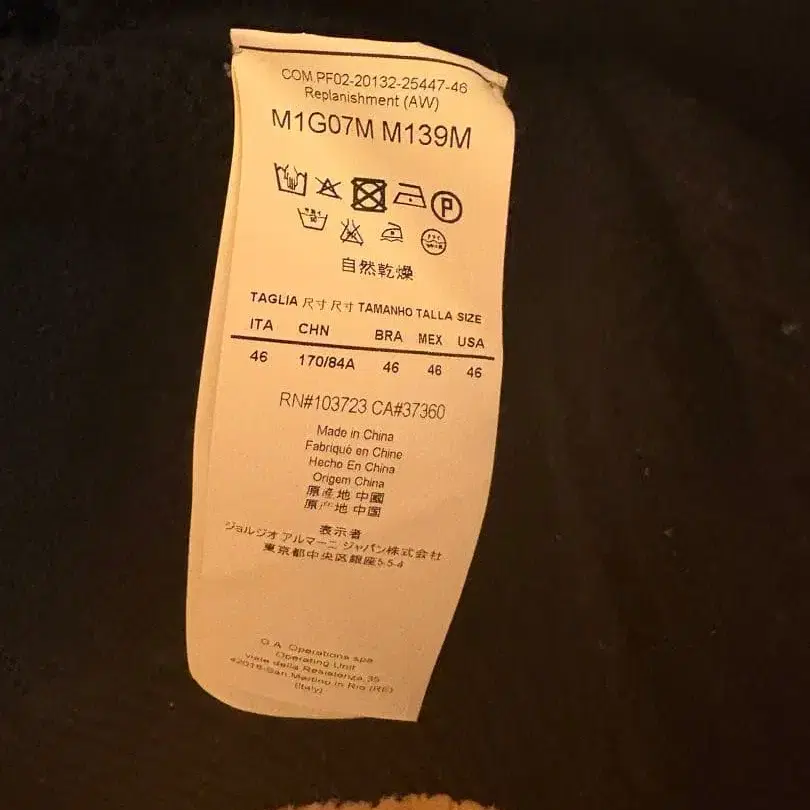 COM.PF02-20132-25447-46
Replanishment (AW)
M1G07M M139M
P
自然乾燥
TAGLIA 尺寸 尺寸 TAMANHO TALLA SIZE
ITA CHN BRA MEX USA
46 170/84A 46 46 46
RN#103723 CA#37360
Made in China
Fabriqué en Chine
Hecho En China
Origem China
原產地 中國
原产地 中国
表示者
ジョルジオ アルマーニ ジャパン株式会社
東京都中央区銀座5-5-4
G.A. Operations spa
Operating Unit
viale della Resistenza 35
42018-San Martino in Rio (RE)
(Italy)